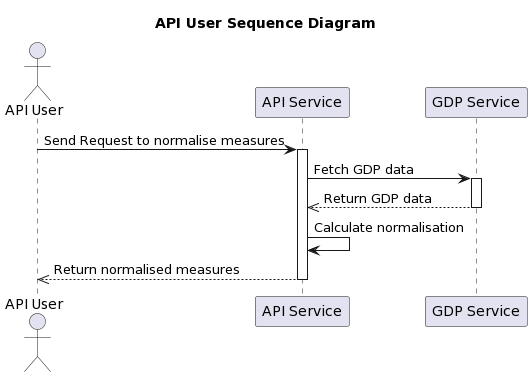 API User Sequence Diagram
API User
API Service
GDP Service
Send Request to normalise measures
Fetch GDP data
Return GDP data
Calculate normalisation
Return normalised measures
API User
API Service
GDP Service